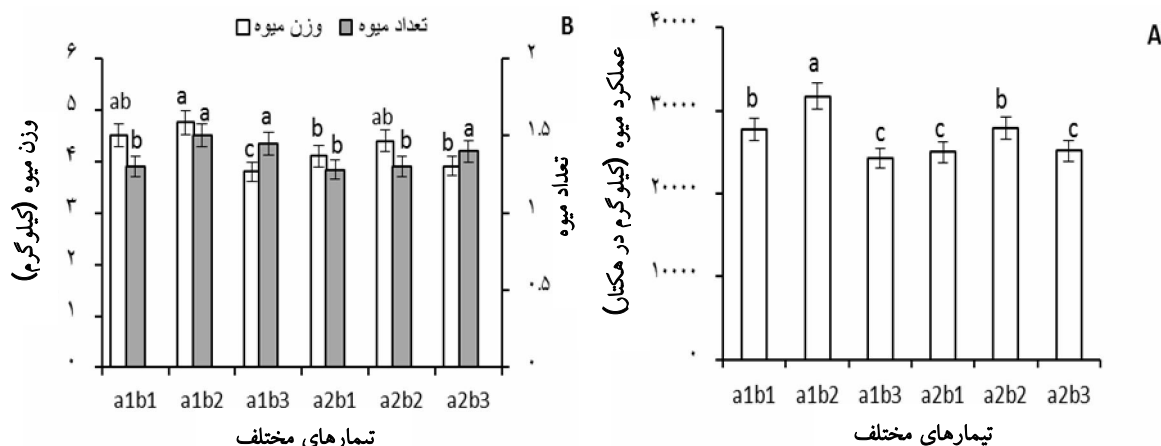 B
وزن میوه
تعداد میوه
وزن میوه (کیلوگرم)
۶
۵
۴
۳
۲
۱
۰
ab
b
a
a
c
a
b
b
ab
b
b
a
۲
۱.۵
۱
۰.۵
۰
تعداد میوه
a1b1 a1b2 a1b3 a2b1 a2b2 a2b3
تیمارهای مختلف
A
عملکرد میوه (کیلوگرم در هکتار)
۴۰۰۰۰
۳۰۰۰۰
۲۰۰۰۰
۱۰۰۰۰
۰
b
a
c
c
b
c
a1b1 a1b2 a1b3 a2b1 a2b2 a2b3
تیمارهای مختلف